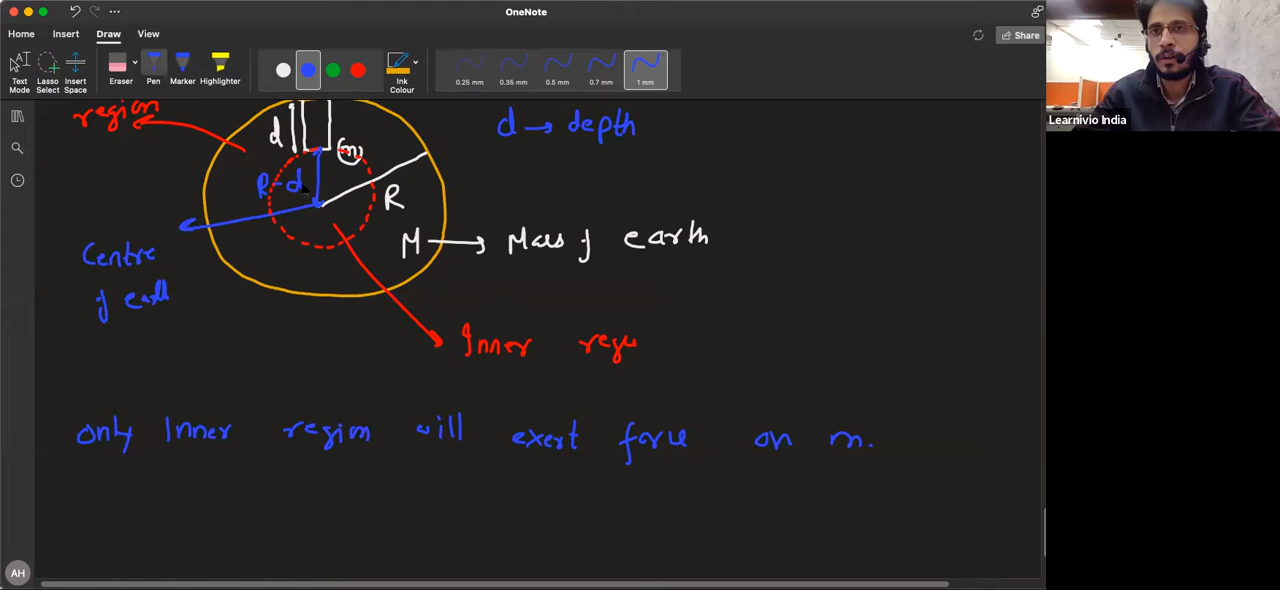 OneNote
Home Insert Draw View
Share
Text Mode
Lasso Select
Insert Space
Eraser
Pen
Marker
Highlighter
Ink Colour
0.25 mm
0.35 mm
0.5 mm
0.7 mm
1 mm
Learnivio India
region
d
m
d → depth
R-d
R
M → Mass of earth
Centre
of earth
Inner regi
only Inner region will exert force on m.
AH